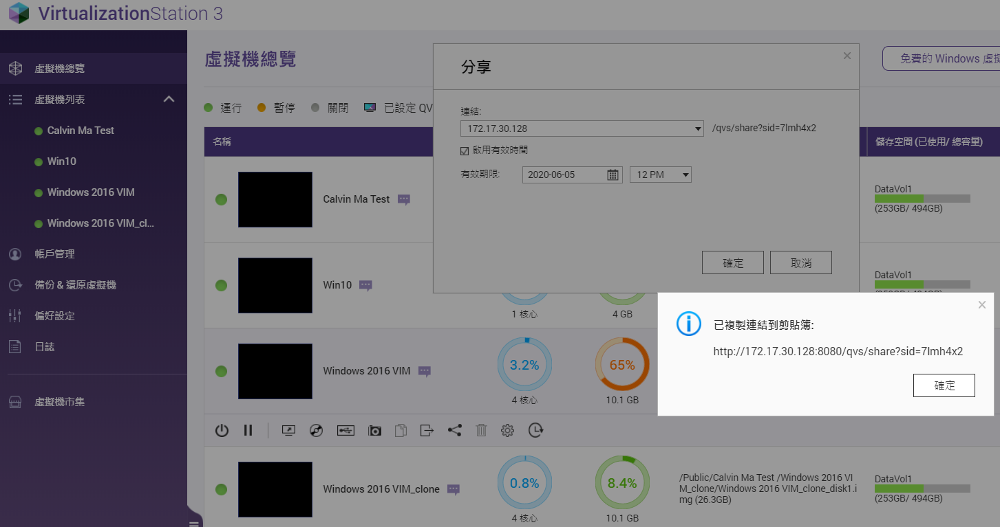 VirtualizationStation 3
虛擬機總覽
虛擬機列表
Calvin Ma Test
Win10
Windows 2016 VIM
Windows 2016 VIM_cl...
帳戶管理
備份 & 還原虛擬機
偏好設定
日誌
虛擬機市集
虛擬機總覽
免費的 Windows
運行 暫停 關閉 已設定 QV
名稱
儲存空間 (已使用/ 總容量)
分享
連結:
172.17.30.128 /qvs/share?sid=7lmh4x2
啟用有效時間
有效期限: 2020-06-05 12 PM
確定 取消
Calvin Ma Test
DataVol1
(253GB/ 494GB)
Win10
1 核心
4 GB
DataVol1
已複製連結到剪貼簿:
http://172.17.30.128:8080/qvs/share?sid=7lmh4x2
確定
Windows 2016 VIM
3.2%
4 核心
65%
10.1 GB
Windows 2016 VIM_clone
0.8%
4 核心
8.4%
10.1 GB
/Public/Calvin Ma Test /Windows 2016 VI
M_clone/Windows 2016 VIM_clone_disk1.i
mg (26.3GB)
DataVol1
(253GB/ 494GB)